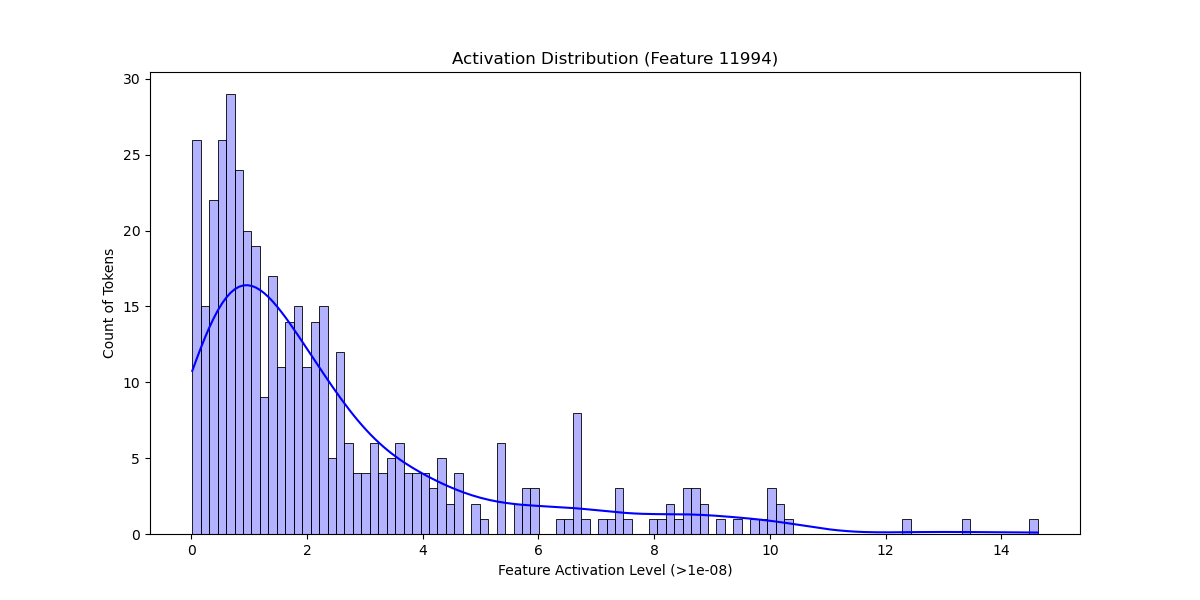 Activation Distribution (Feature 11994)
30
25
20
15
10
5
0
Count of Tokens
0 2 4 6 8 10 12 14
Feature Activation Level (>1e-08)